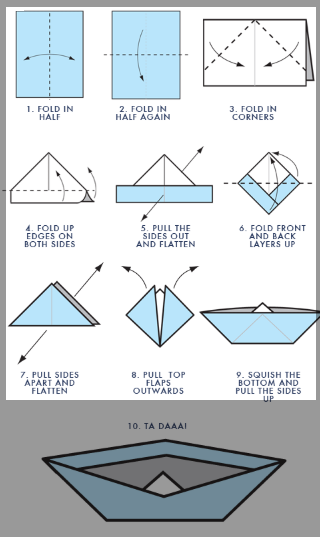 1. FOLD IN
HALF
2. FOLD IN
HALF AGAIN
3. FOLD IN
CORNERS
4. FOLD UP
EDGES ON
BOTH SIDES
5. PULL THE
SIDES OUT
AND FLATTEN
6. FOLD FRONT
AND BACK
LAYERS UP
7. PULL SIDES
APART AND
FLATTEN
8. PULL TOP
FLAPS
OUTWARDS
9. SQUISH THE
BOTTOM AND
PULL THE SIDES
UP
10. TA DAAA!